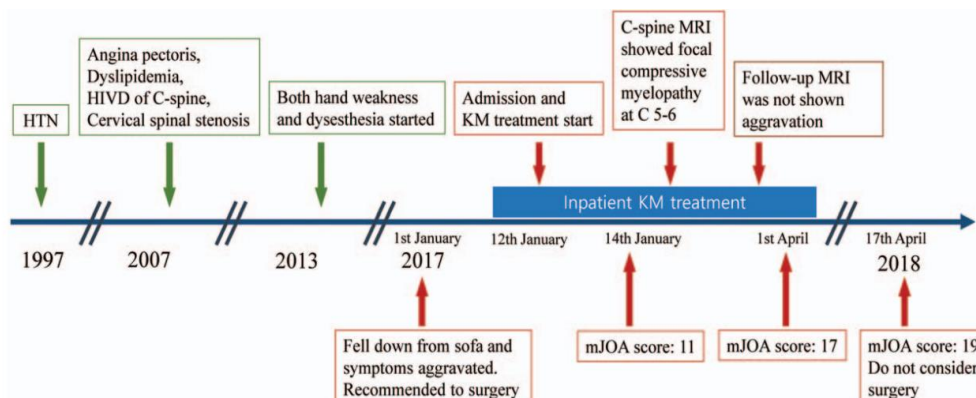 HTN
Angina pectoris,
Dyslipidemia,
HIVD of C-spine,
Cervical spinal stenosis
Both hand weakness
and dysesthesia started
Admission and
KM treatment start
C-spine MRI
showed focal
compressive
myelopathy
at C 5-6
Follow-up MRI
was not shown
aggravation
Inpatient KM treatment
1997
2007
2013
1st January
2017
12th January
14th January
1st April
17th April
2018
Fell down from sofa and
symptoms aggravated.
Recommended to surgery
mJOA score: 11
mJOA score: 17
mJOA score: 19
Do not consider
surgery